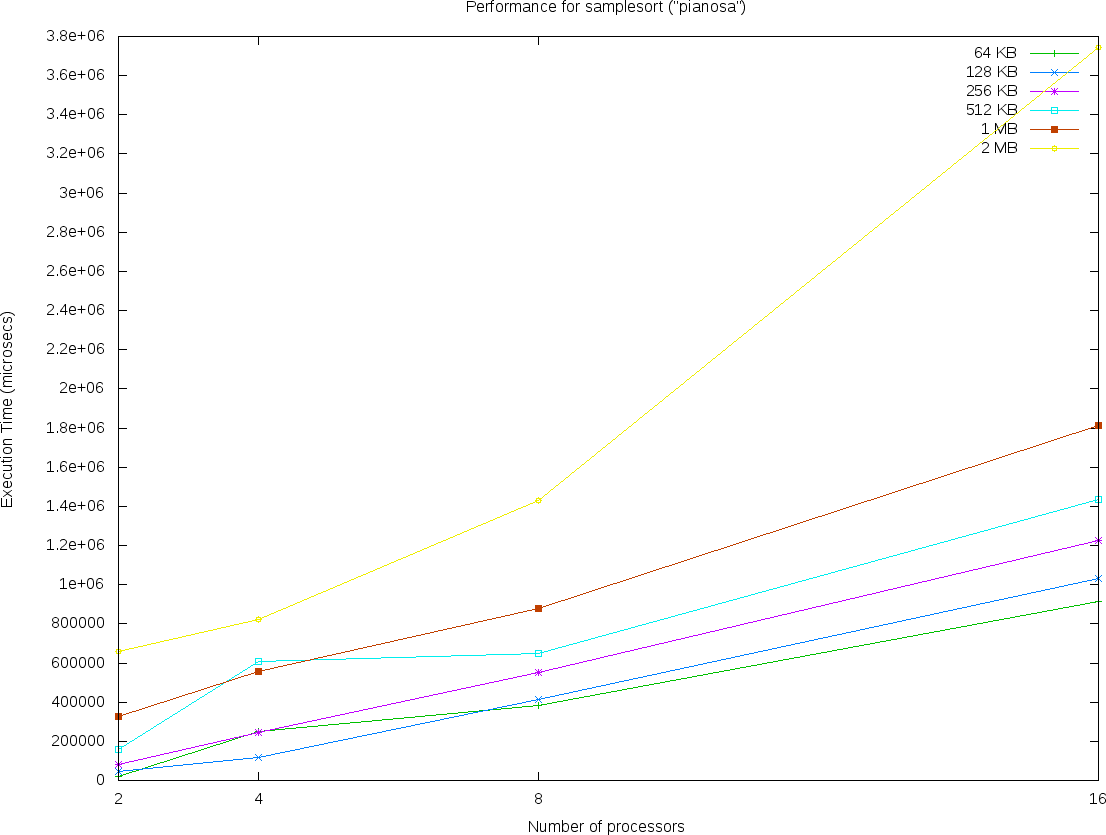 Performance for samplesort ("pianosa")
3.8e+06
3.6e+06
3.4e+06
3.2e+06
3e+06
2.8e+06
2.6e+06
2.4e+06
2.2e+06
2e+06
1.8e+06
1.6e+06
1.4e+06
1.2e+06
1e+06
800000
600000
400000
200000
0
Execution Time (microsecs)
64 KB
128 KB
256 KB
512 KB
1 MB
2 MB
2 4 8 16
Number of processors